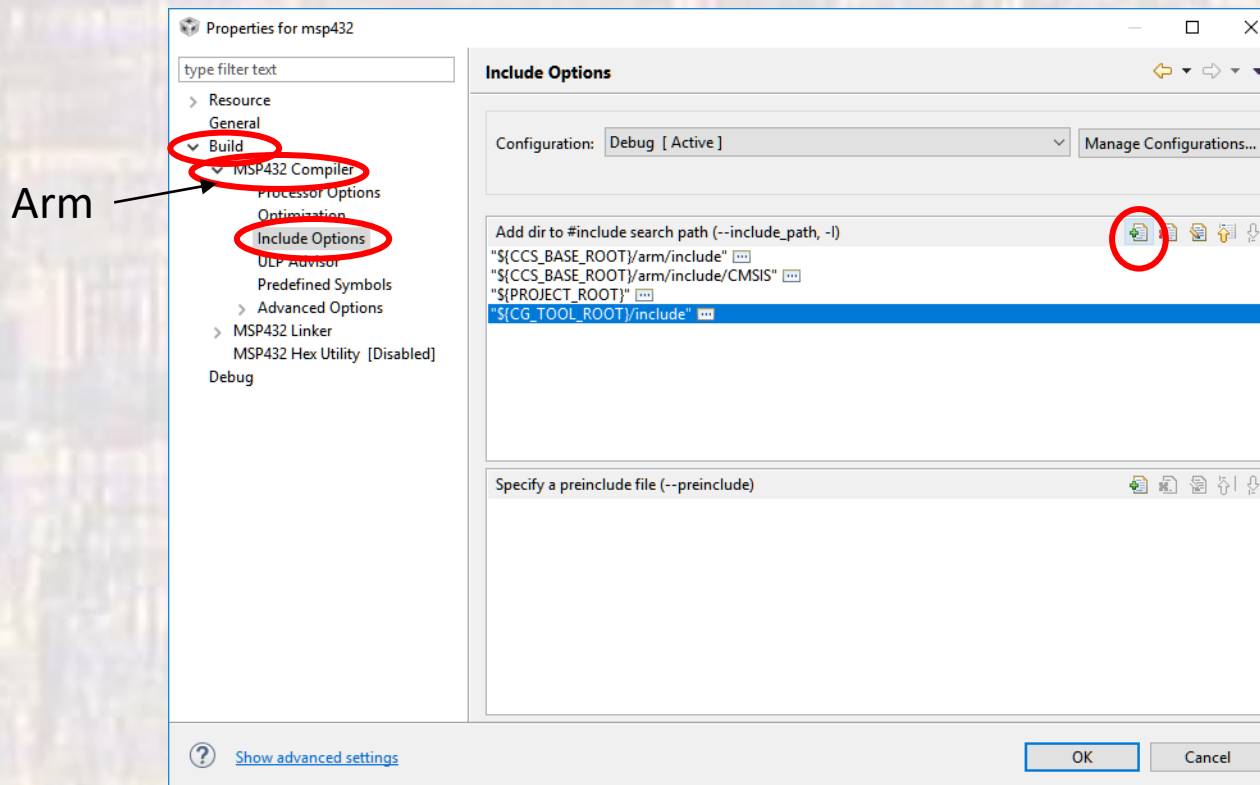 Properties for msp432
type filter text
Resource
General
Build
MSP432 Compiler
Processor Options
Optimization
Include Options
ULP Advisor
Predefined Symbols
Advanced Options
MSP432 Linker
MSP432 Hex Utility [Disabled]
Debug
Arm
Include Options
Configuration: Debug [ Active ]
Manage Configurations...
Add dir to #include search path (--include_path, -I)
"${CCS_BASE_ROOT}/arm/include"
"${CCS_BASE_ROOT}/arm/include/CMSIS"
"${PROJECT_ROOT}"
"${CG_TOOL_ROOT}/include"
Specify a preinclude file (--preinclude)
Show advanced settings
OK
Cancel